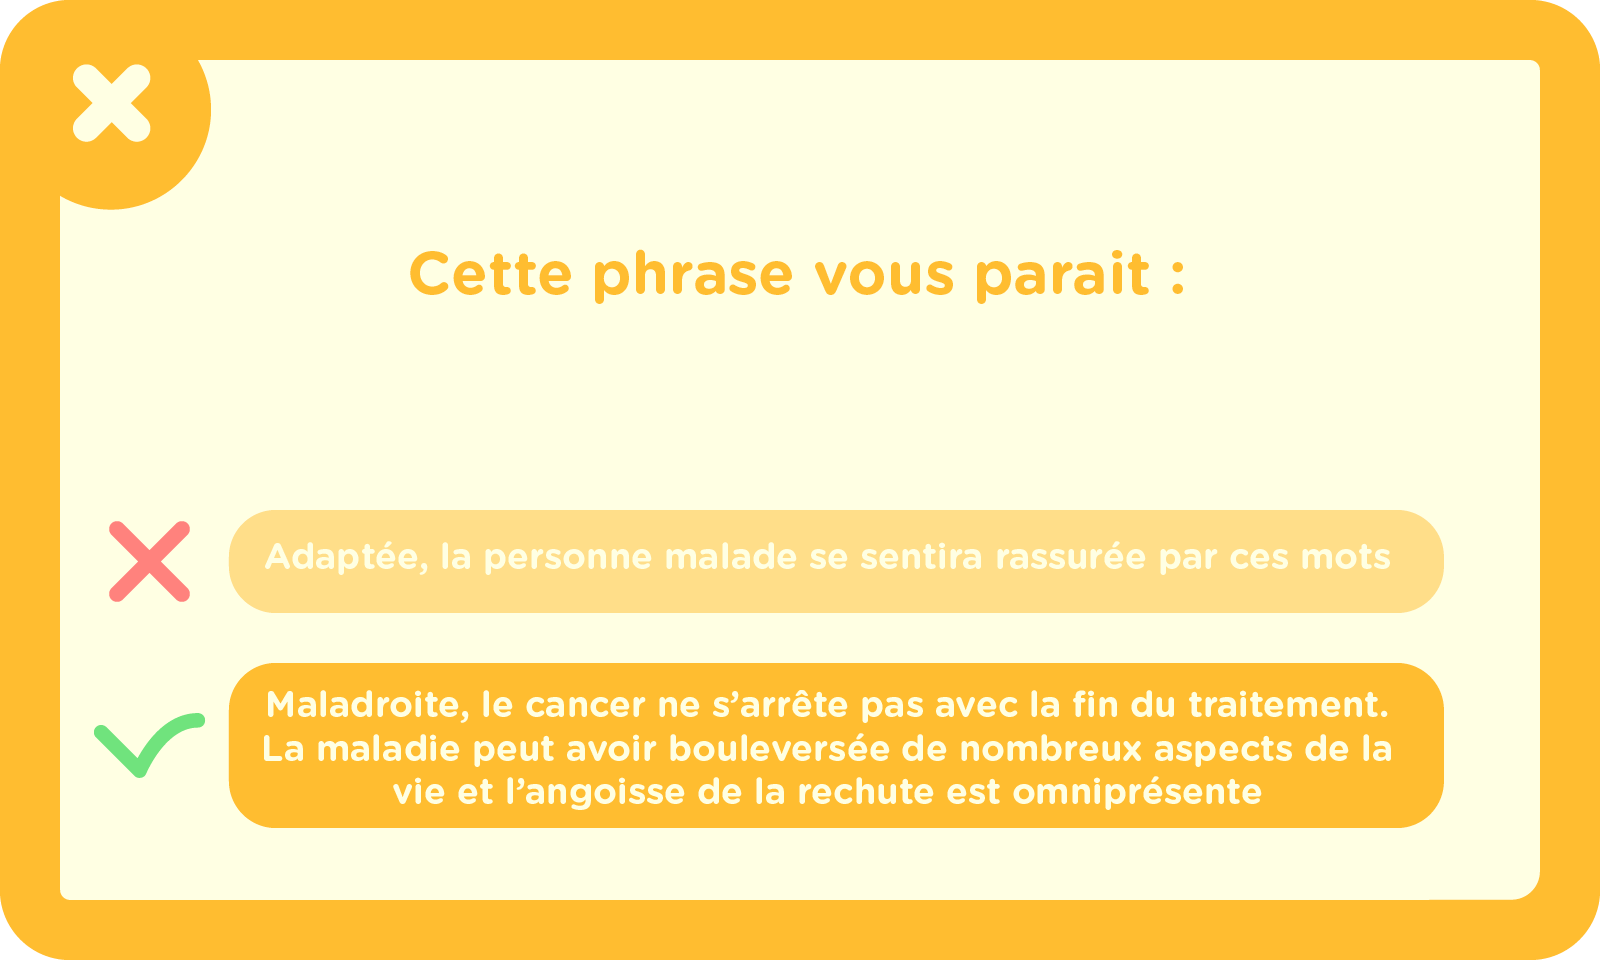 Cette phrase vous parait :
Adaptée, la personne malade se sentira rassurée par ces mots
Maladroite, le cancer ne s’arrête pas avec la fin du traitement.
La maladie peut avoir bouleversée de nombreux aspects de la
vie et l’angoisse de la rechute est omniprésente